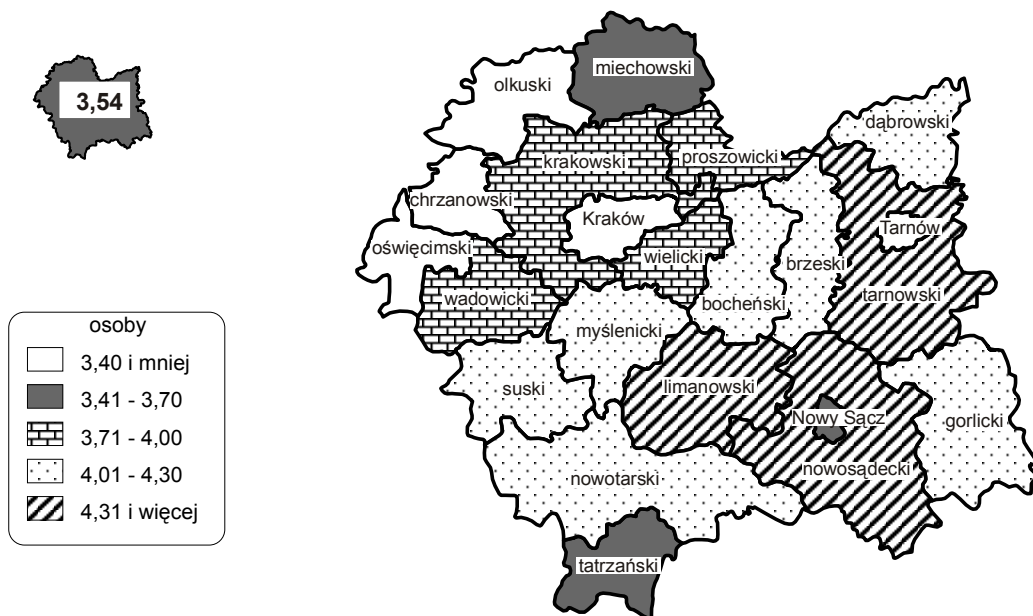 3,54
miechowski
olkuski
dąbrowski
krakowski
proszowicki
chrzanowski
Kraków
Tarnów
oświęcimski
wielicki
brzeski
tarnowski
wadowicki
bocheński
myślenicki
suski
limanowski
Nowy Sącz
gorlicki
nowosądecki
nowotarski
tatrzański
osoby
3,40 i mniej
3,41 - 3,70
3,71 - 4,00
4,01 - 4,30
4,31 i więcej